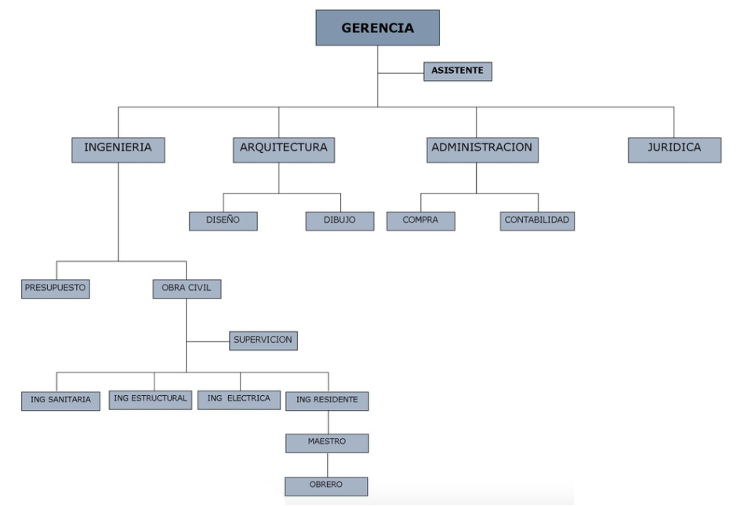 GERENCIA
ASISTENTE
INGENIERIA
ARQUITECTURA
ADMINISTRACION
JURIDICA
DISEÑO
DIBUJO
COMPRA
CONTABILIDAD
PRESUPUESTO
OBRA CIVIL
SUPERVICION
ING SANITARIA
ING ESTRUCTURAL
ING ELECTRICA
ING RESIDENTE
MAESTRO
OBRERO